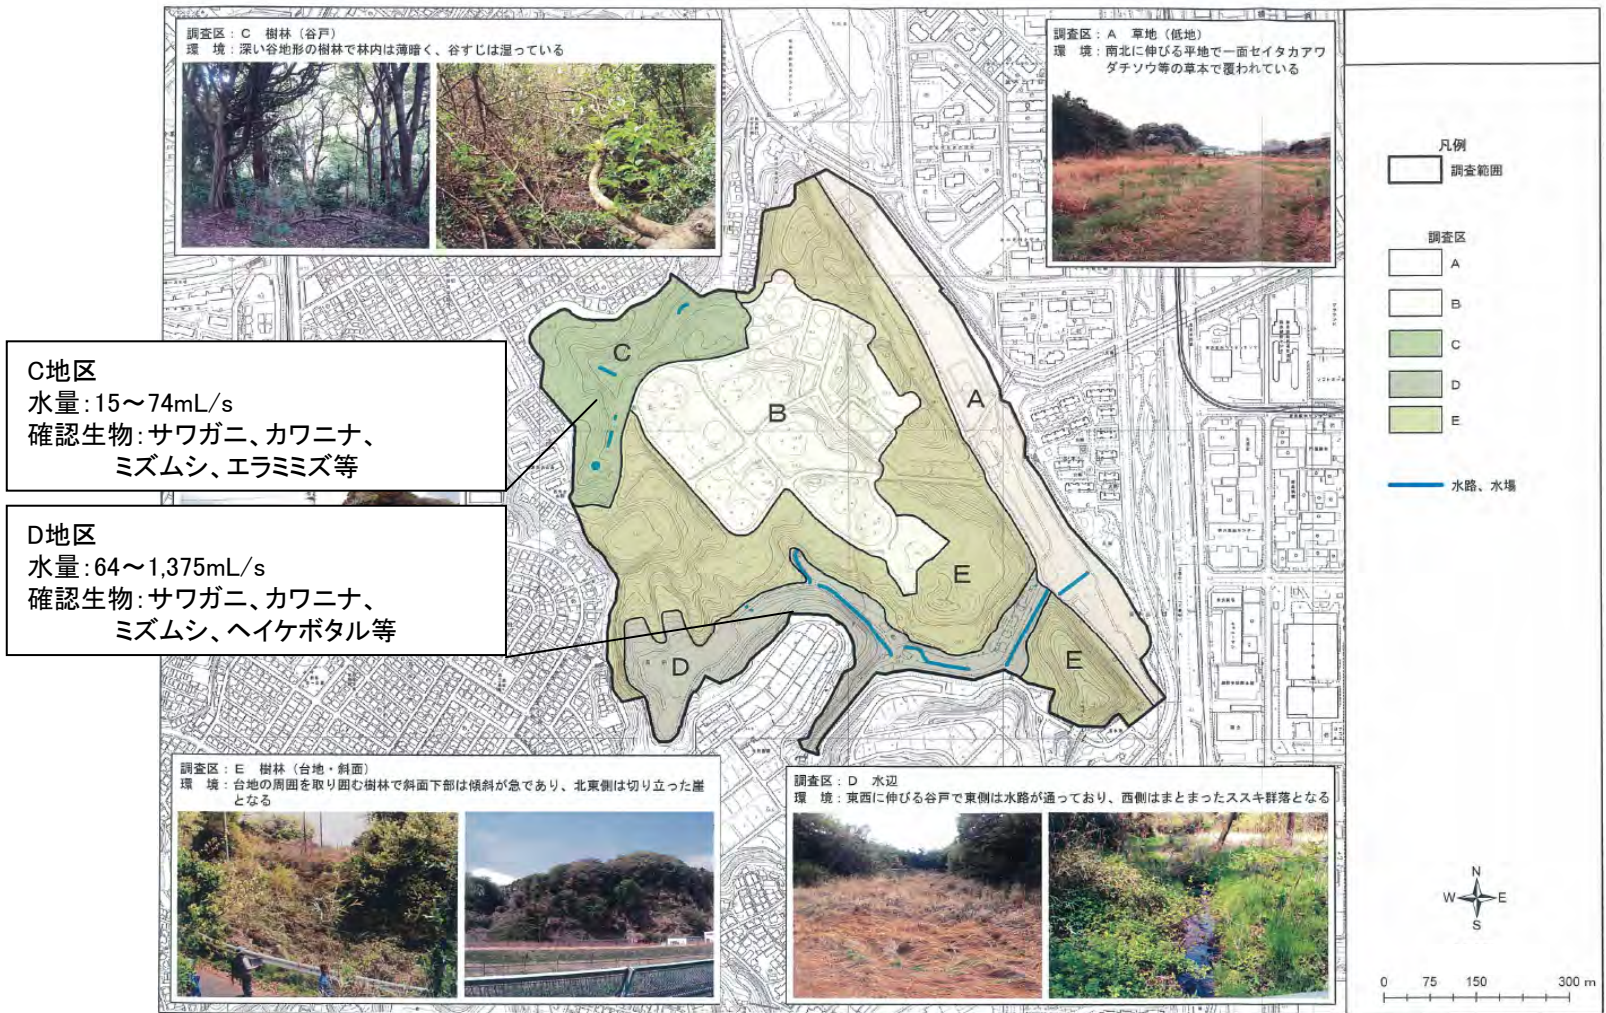 調査区：C　樹林（谷戸）
環　境：深い谷地形の樹林で林内は薄暗く、谷すじは湿っている
調査区：A　草地（低地）
環　境：南北に伸びる平地で一面セイタカアワ
ダチソウ等の草本で覆われている
凡例
調査範囲
調査区
A
B
C
D
E
水路、水場
C地区
水量：15～74mL/s
確認生物：サワガニ、カワニナ、
ミズムシ、エラミミズ等
D地区
水量：64～1,375mL/s
確認生物：サワガニ、カワニナ、
ミズムシ、ヘイケボタル等
C
B
A
E
D
E
調査区：E　樹林（台地・斜面）
環　境：台地の周囲を取り囲む樹林で斜面下部は傾斜が急であり、北東側は切り立った崖
となる
調査区：D　水辺
環　境：東西に伸びる谷戸で東側は水路が通っており、西側はまとまったススキ群落となる
N
W E
S
0 75 150 300 m